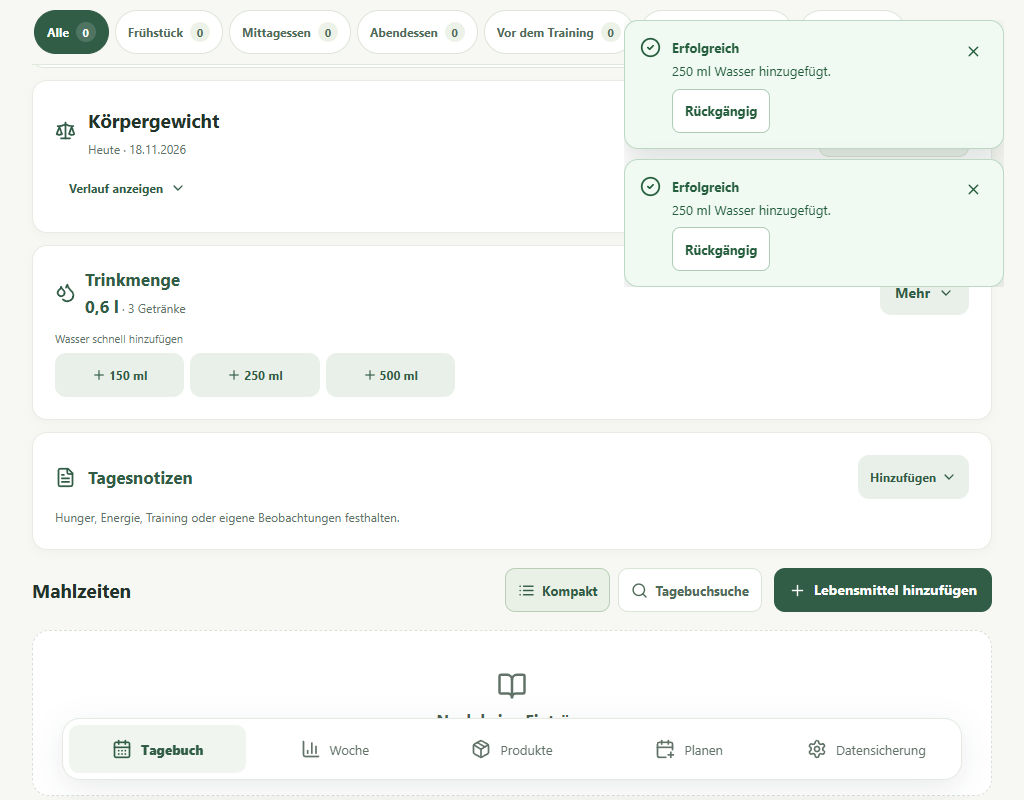 Alle 0
Frühstück 0
Mittagessen 0
Abendessen 0
Vor dem Training 0
Erfolgreich
250 ml Wasser hinzugefügt.
Rückgängig
Erfolgreich
250 ml Wasser hinzugefügt.
Rückgängig
Körpergewicht
Heute · 18.11.2026
Verlauf anzeigen
Trinkmenge
0,6 l · 3 Getränke
Mehr
Wasser schnell hinzufügen
150 ml
250 ml
500 ml
Tagesnotizen
Hinzufügen
Hunger, Energie, Training oder eigene Beobachtungen festhalten.
Mahlzeiten
Kompakt
Tagebuchsuche
Lebensmittel hinzufügen
Tagebuch
Woche
Produkte
Planen
Datensicherung